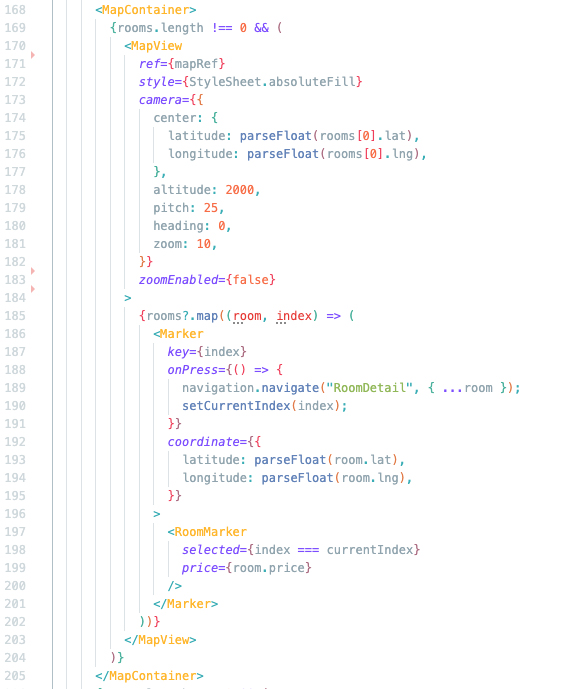 168 <MapContainer>
169 {rooms.length !== 0 && (
170 <MapView
171 ref={mapRef}
172 style={StyleSheet.absoluteFill}
173 camera={{
174 center: {
175 latitude: parseFloat(rooms[0].lat),
176 longitude: parseFloat(rooms[0].lng),
177 },
178 altitude: 2000,
179 pitch: 25,
180 heading: 0,
181 zoom: 10,
182 }}
183 zoomEnabled={false}
184 >
185 {rooms?.map((room, index) => (
186 <Marker
187 key={index}
188 onPress={() => {
189 navigation.navigate("RoomDetail", { ...room });
190 setCurrentIndex(index);
191 }}
192 coordinate={{
193 latitude: parseFloat(room.lat),
194 longitude: parseFloat(room.lng),
195 }}
196 >
197 <RoomMarker
198 selected={index === currentIndex}
199 price={room.price}
200 />
201 </Marker>
202 ))}
203 </MapView>
204 )}
205 </MapContainer>